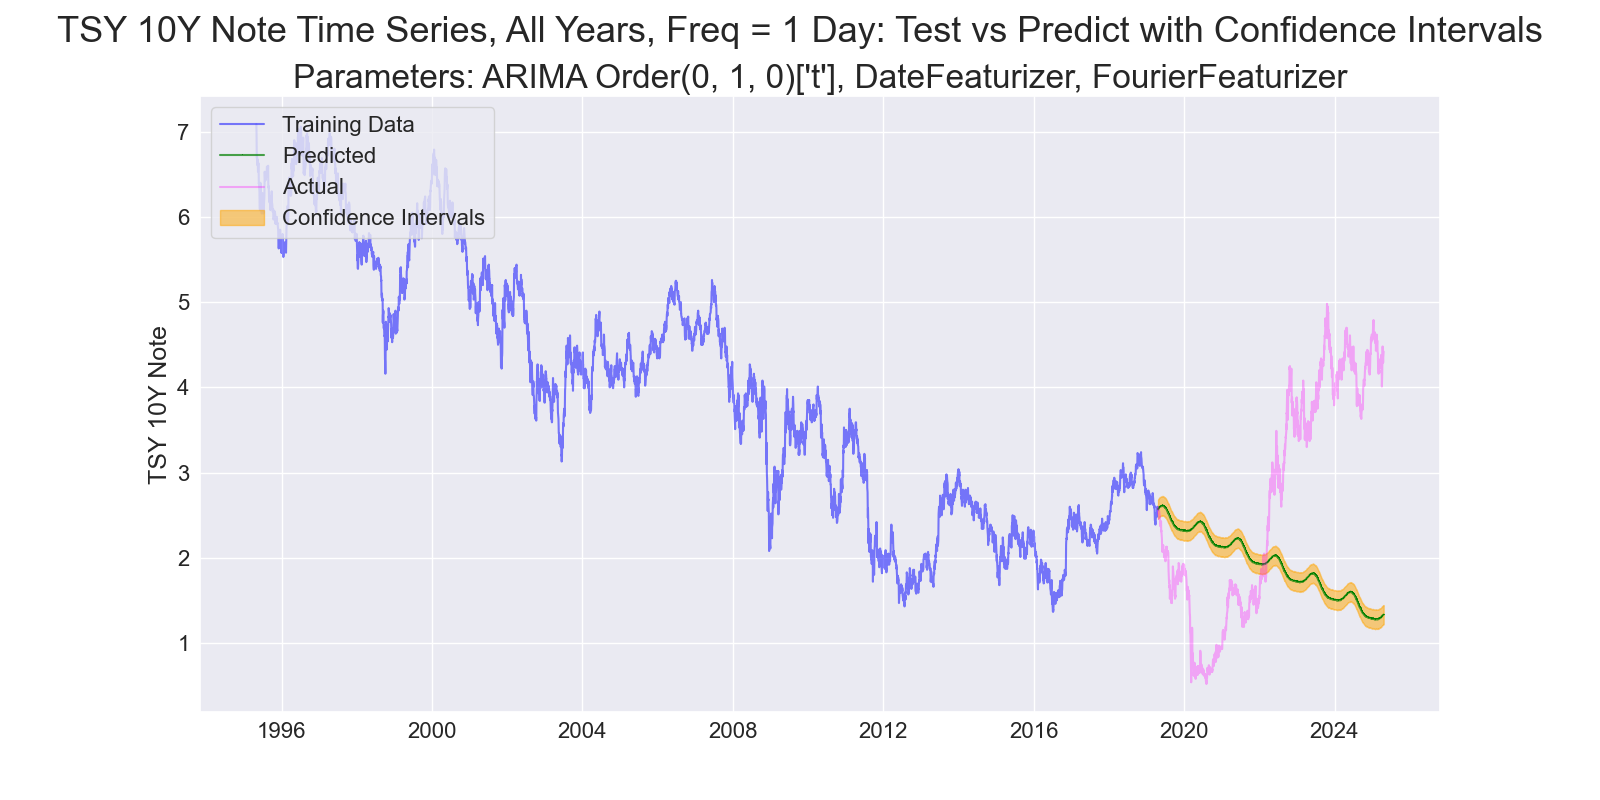 TSY 10Y Note Time Series, All Years, Freq = 1 Day: Test vs Predict with Confidence Intervals
Parameters: ARIMA Order(0, 1, 0)['t'], DateFeaturizer, FourierFeaturizer
Training Data
Predicted
Actual
Confidence Intervals
TSY 10Y Note
7
6
5
4
3
2
1
1996
2000
2004
2008
2012
2016
2020
2024